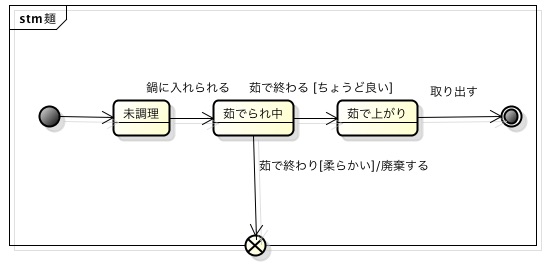 stm 麺
鍋に入れられる
茹で終わる [ちょうど良い]
取り出す
未調理
茹でられ中
茹で上がり
茹で終わり[柔らかい]/廃棄する